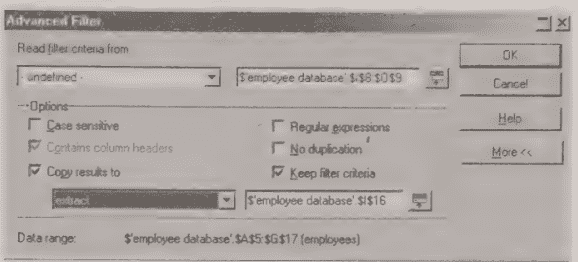 Advanced Filter
Read filter criteria from
- undefined -
$'employee database'.$I$8:$O$9
OK
Cancel
Help
More <<
Options
Case sensitive
Regular expressions
Contains column headers
No duplication
Copy results to
Keep filter criteria
extract
$'employee database'.$I$16
Data range:
$'employee database'.$A$5:$G$17 (employees)